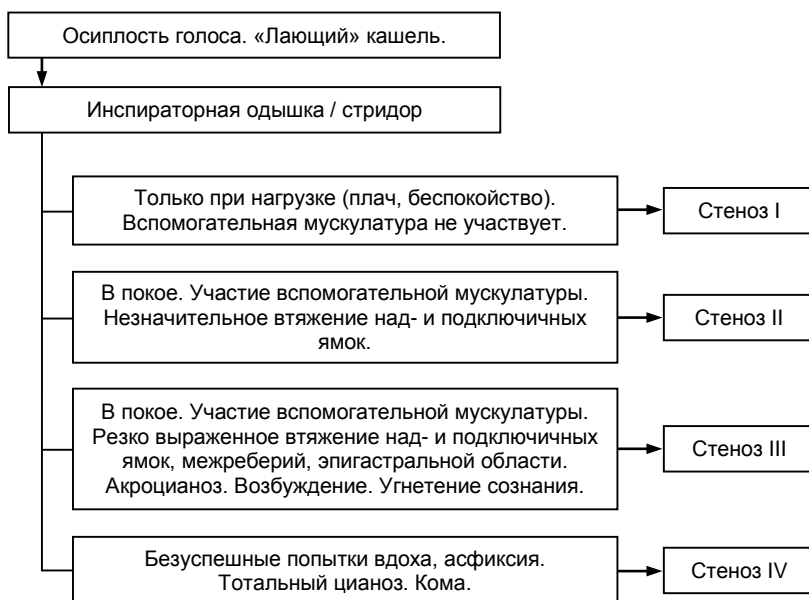 Осиплость голоса. «Лающий» кашель.
Инспираторная одышка / стридор
Только при нагрузке (плач, беспокойство).
Вспомогательная мускулатура не участвует.
Стеноз I
В покое. Участие вспомогательной мускулатуры.
Незначительное втяжение над- и подключичных
ямок.
Стеноз II
В покое. Участие вспомогательной мускулатуры.
Резко выраженное втяжение над- и подключичных
ямок, межреберий, эпигастральной области.
Акроцианоз. Возбуждение. Угнетение сознания.
Стеноз III
Безуспешные попытки вдоха, асфиксия.
Тотальный цианоз. Кома.
Стеноз IV